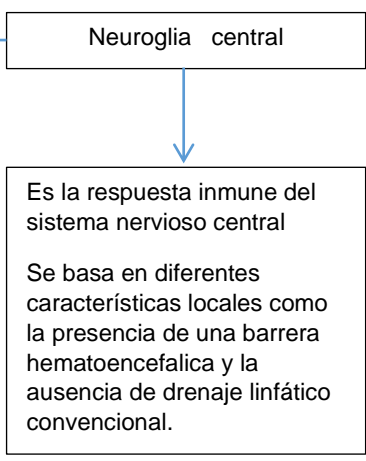 Neuroglia central
Es la respuesta inmune del
sistema nervioso central
Se basa en diferentes
características locales como
la presencia de una barrera
hematoencefalica y la
ausencia de drenaje linfático
convencional.